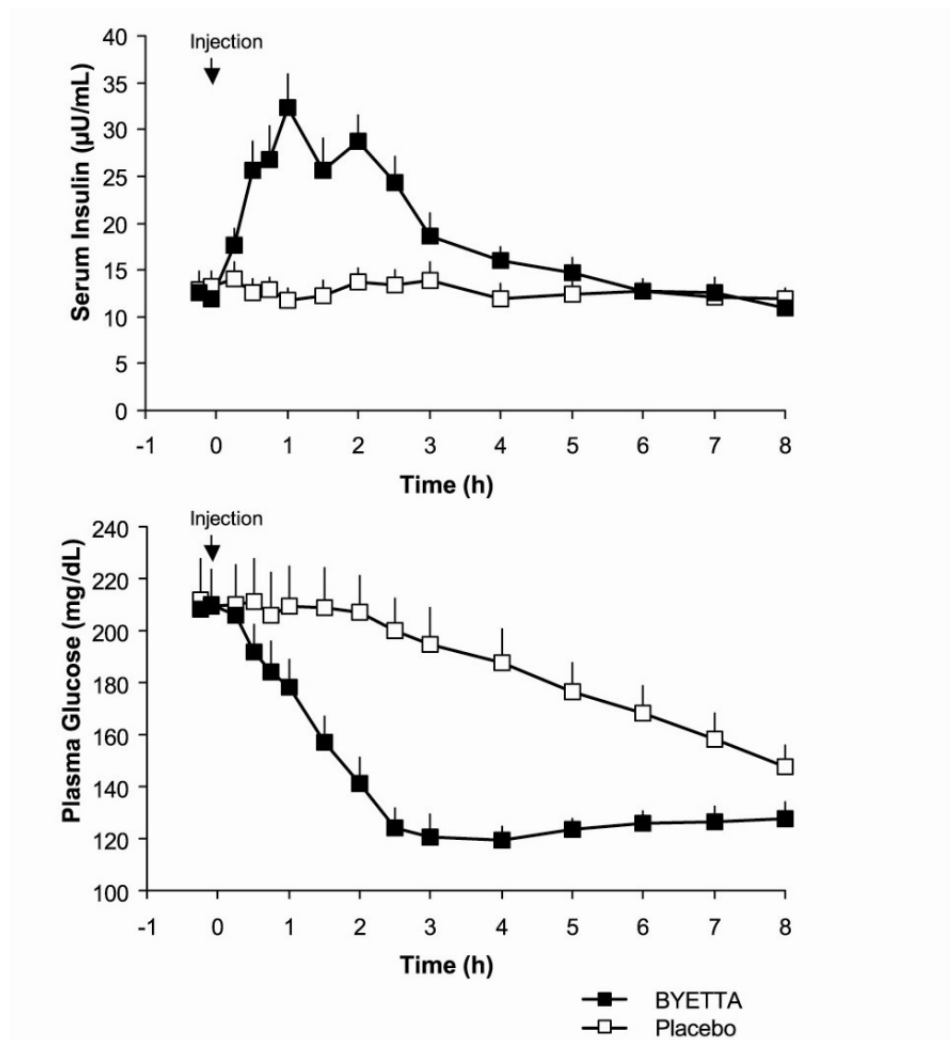 Injection
40
35
30
25
20
15
10
5
0
Serum Insulin (µU/mL)
-1 0 1 2 3 4 5 6 7 8
Time (h)
Injection
240
220
200
180
160
140
120
100
Plasma Glucose (mg/dL)
-1 0 1 2 3 4 5 6 7 8
Time (h)
BYETTA
Placebo